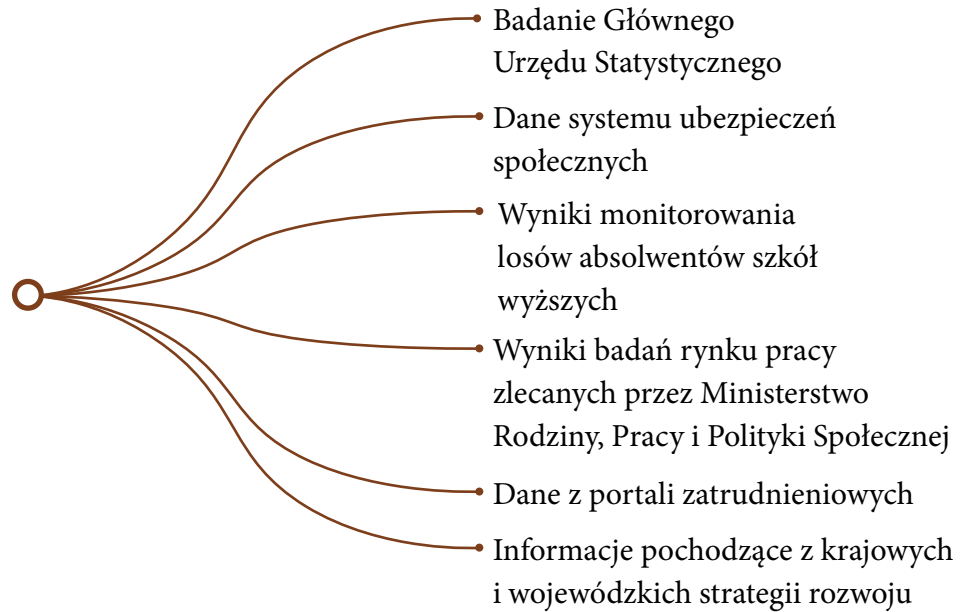 Badanie Głównego
Urzędu Statystycznego
Dane systemu ubezpieczeń
społecznych
Wyniki monitorowania
losów absolwentów szkół
wyższych
Wyniki badań rynku pracy
zlecanych przez Ministerstwo
Rodziny, Pracy i Polityki Społecznej
Dane z portali zatrudnieniowych
Informacje pochodzące z krajowych
i wojewódzkich strategii rozwoju